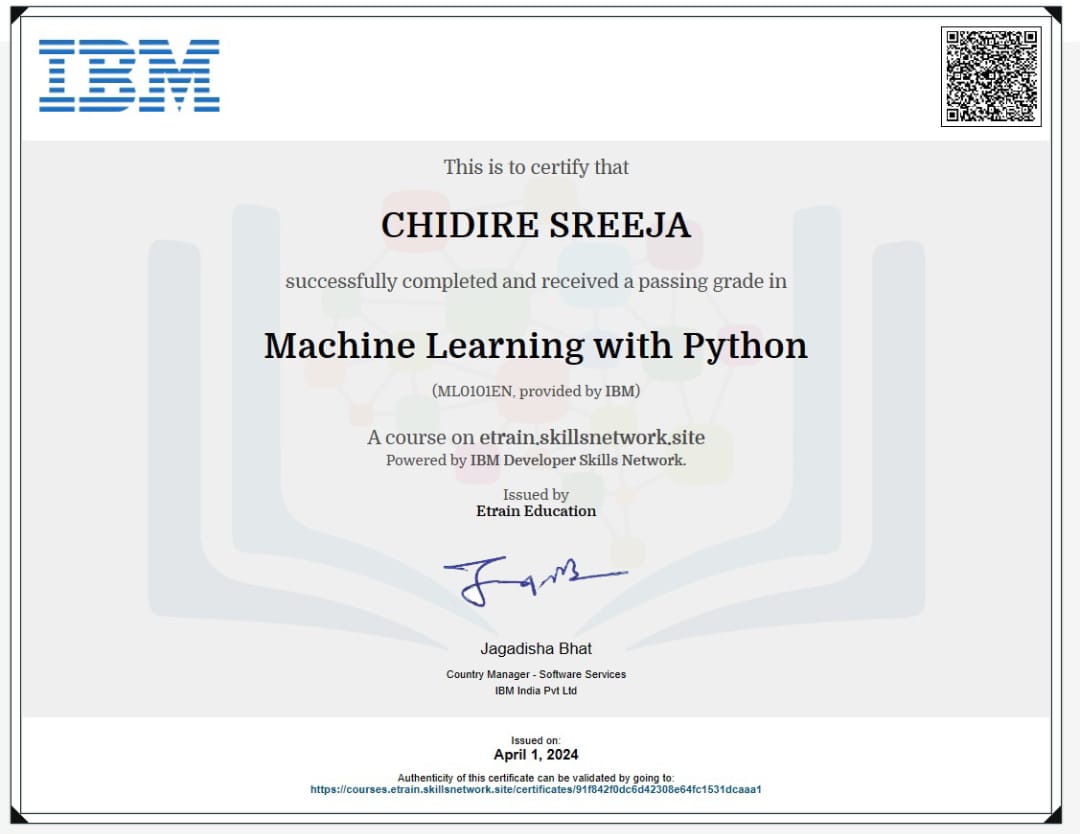 IBM
This is to certify that
CHIDIRE SREEJA
successfully completed and received a passing grade in
Machine Learning with Python
(ML0101EN, provided by IBM)
A course on etrain.skillsnetwork.site
Powered by IBM Developer Skills Network.
Issued by
Etrain Education
Jagadisha Bhat
Country Manager - Software Services
IBM India Pvt Ltd
Issued on:
April 1, 2024
Authenticity of this certificate can be validated by going to:
https://courses.etrain.skillsnetwork.site/certificates/91f842f0dc6d42308e64fc1531dcaaa1